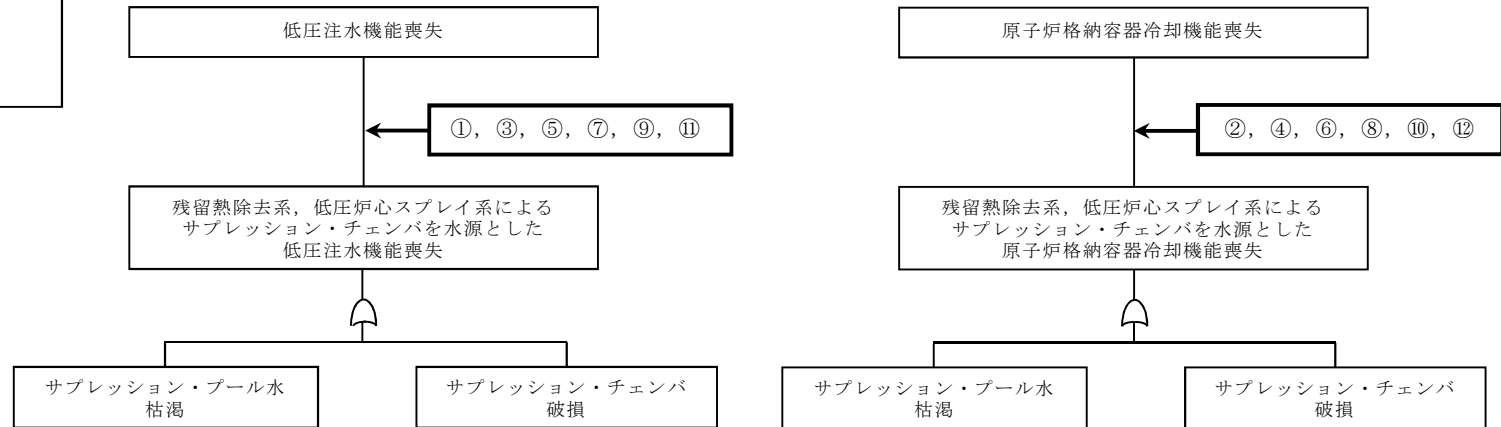 低圧注水機能喪失
①, ③, ⑤, ⑦, ⑨, ⑪
残留熱除去系，低圧炉心スプレイ系による
サプレッション・チェンバを水源とした
低圧注水機能喪失
サプレッション・プール水
枯渇
サプレッション・チェンバ
破損
原子炉格納容器冷却機能喪失
②, ④, ⑥, ⑧, ⑩, ⑫
残留熱除去系，低圧炉心スプレイ系による
サプレッション・チェンバを水源とした
原子炉格納容器冷却機能喪失
サプレッション・プール水
枯渇
サプレッション・チェンバ
破損